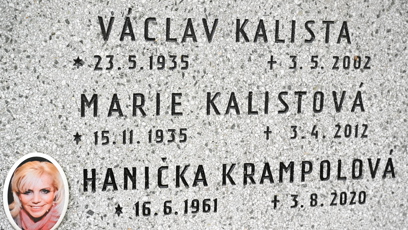 VÁCLAV KALISTA
* 23.5.1935 † 3.5.2002
MARIE KALISTOVÁ
* 15.11.1935 † 3.4.2012
HANIČKA KRAMPOLOVÁ
* 16.6.1961 † 3.8.2020